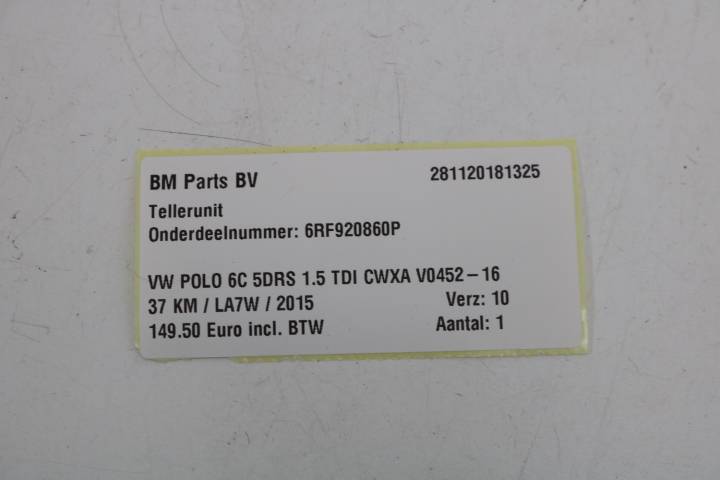 BM Parts BV 281120181325
Tellerunit
Onderdeelnummer: 6RF920860P
VW POLO 6C 5DRS 1.5 TDI CWXA V0452-16
37 KM / LA7W / 2015 Verz: 10
149.50 Euro incl. BTW Aantal: 1